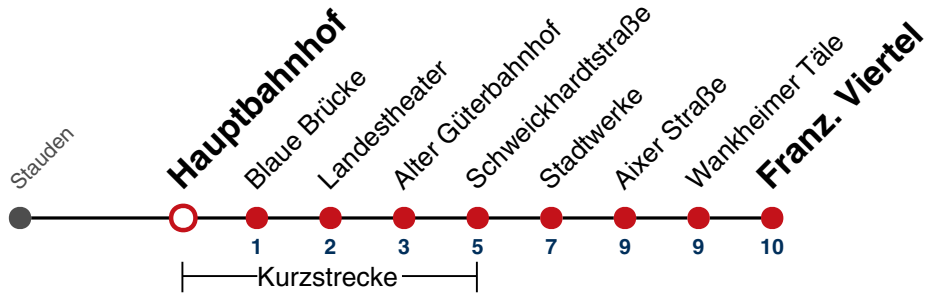 Stauden
Hauptbahnhof
Blaue Brücke
Landestheater
Alter Güterbahnhof
Schweickhardtstraße
Stadtwerke
Aixer Straße
Wankheimer Täle
Franz. Viertel
1 2 3 5 7 9 9 10
Kurzstrecke